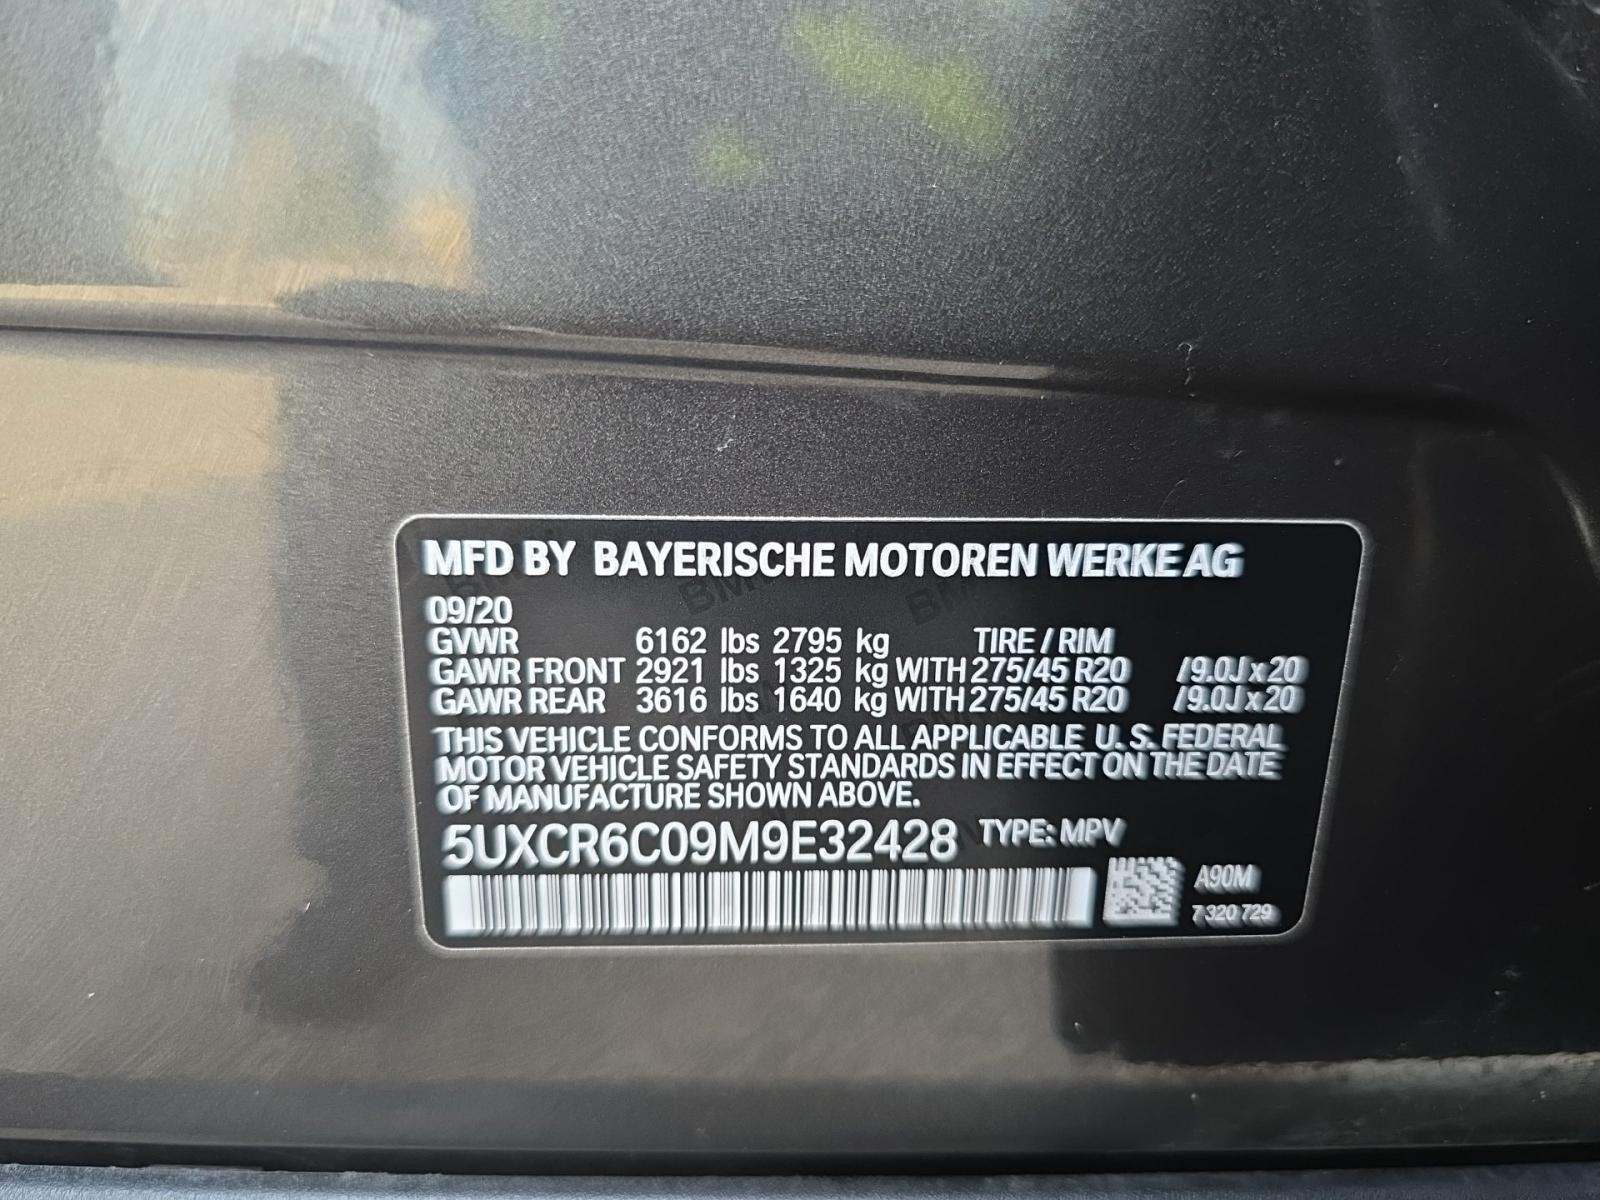 MFD BY BAYERISCHE MOTOREN WERKE AG
09/20
GVWR 6162 lbs 2795 kg TIRE / RIM
GAWR FRONT 2921 lbs 1325 kg WITH 275/45 R20 / 9.0J x 20
GAWR REAR 3616 lbs 1640 kg WITH 275/45 R20 / 9.0J x 20
THIS VEHICLE CONFORMS TO ALL APPLICABLE U. S. FEDERAL
MOTOR VEHICLE SAFETY STANDARDS IN EFFECT ON THE DATE
OF MANUFACTURE SHOWN ABOVE.
5UXCR6C09M9E32428 TYPE: MPV
A90M
7 320 729